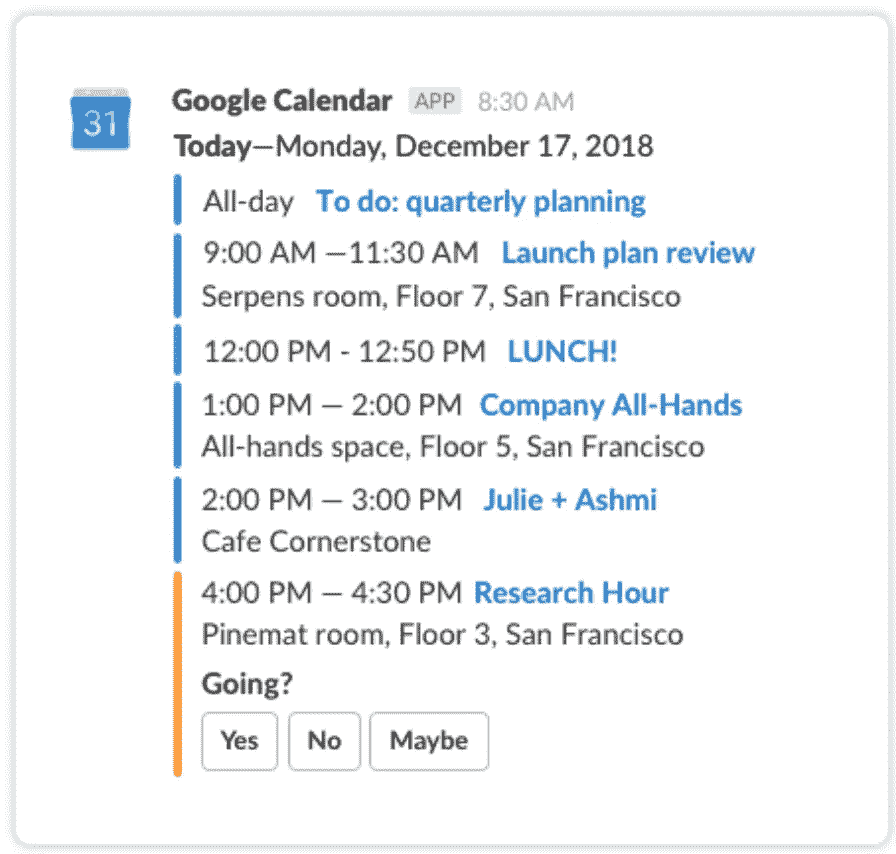 31
Google Calendar APP 8:30 AM
Today—Monday, December 17, 2018
All-day To do: quarterly planning
9:00 AM —11:30 AM Launch plan review
Serpens room, Floor 7, San Francisco
12:00 PM - 12:50 PM LUNCH!
1:00 PM — 2:00 PM Company All-Hands
All-hands space, Floor 5, San Francisco
2:00 PM — 3:00 PM Julie + Ashmi
Cafe Cornerstone
4:00 PM — 4:30 PM Research Hour
Pinemat room, Floor 3, San Francisco
Going?
Yes No Maybe